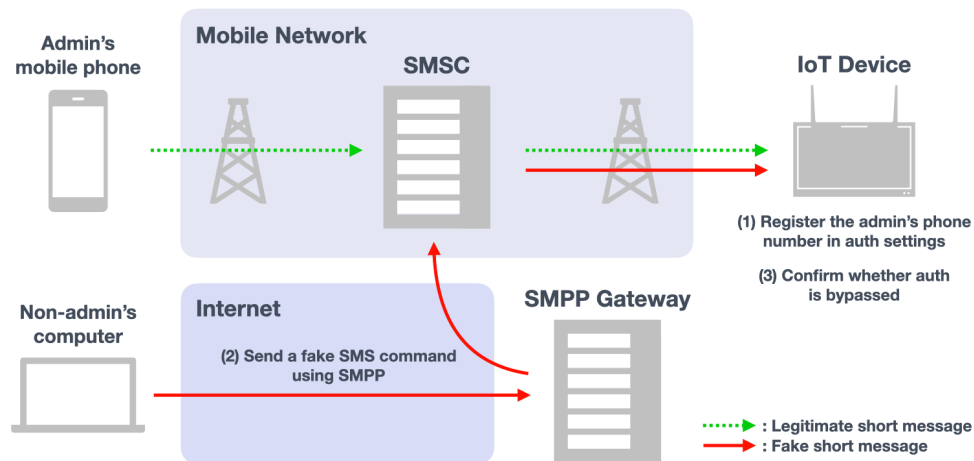 Admin’s
mobile phone
Mobile Network
SMSC
IoT Device
(1) Register the admin’s phone
number in auth settings
(3) Confirm whether auth
is bypassed
Non-admin’s
computer
Internet
(2) Send a fake SMS command
using SMPP
SMPP Gateway
: Legitimate short message
: Fake short message